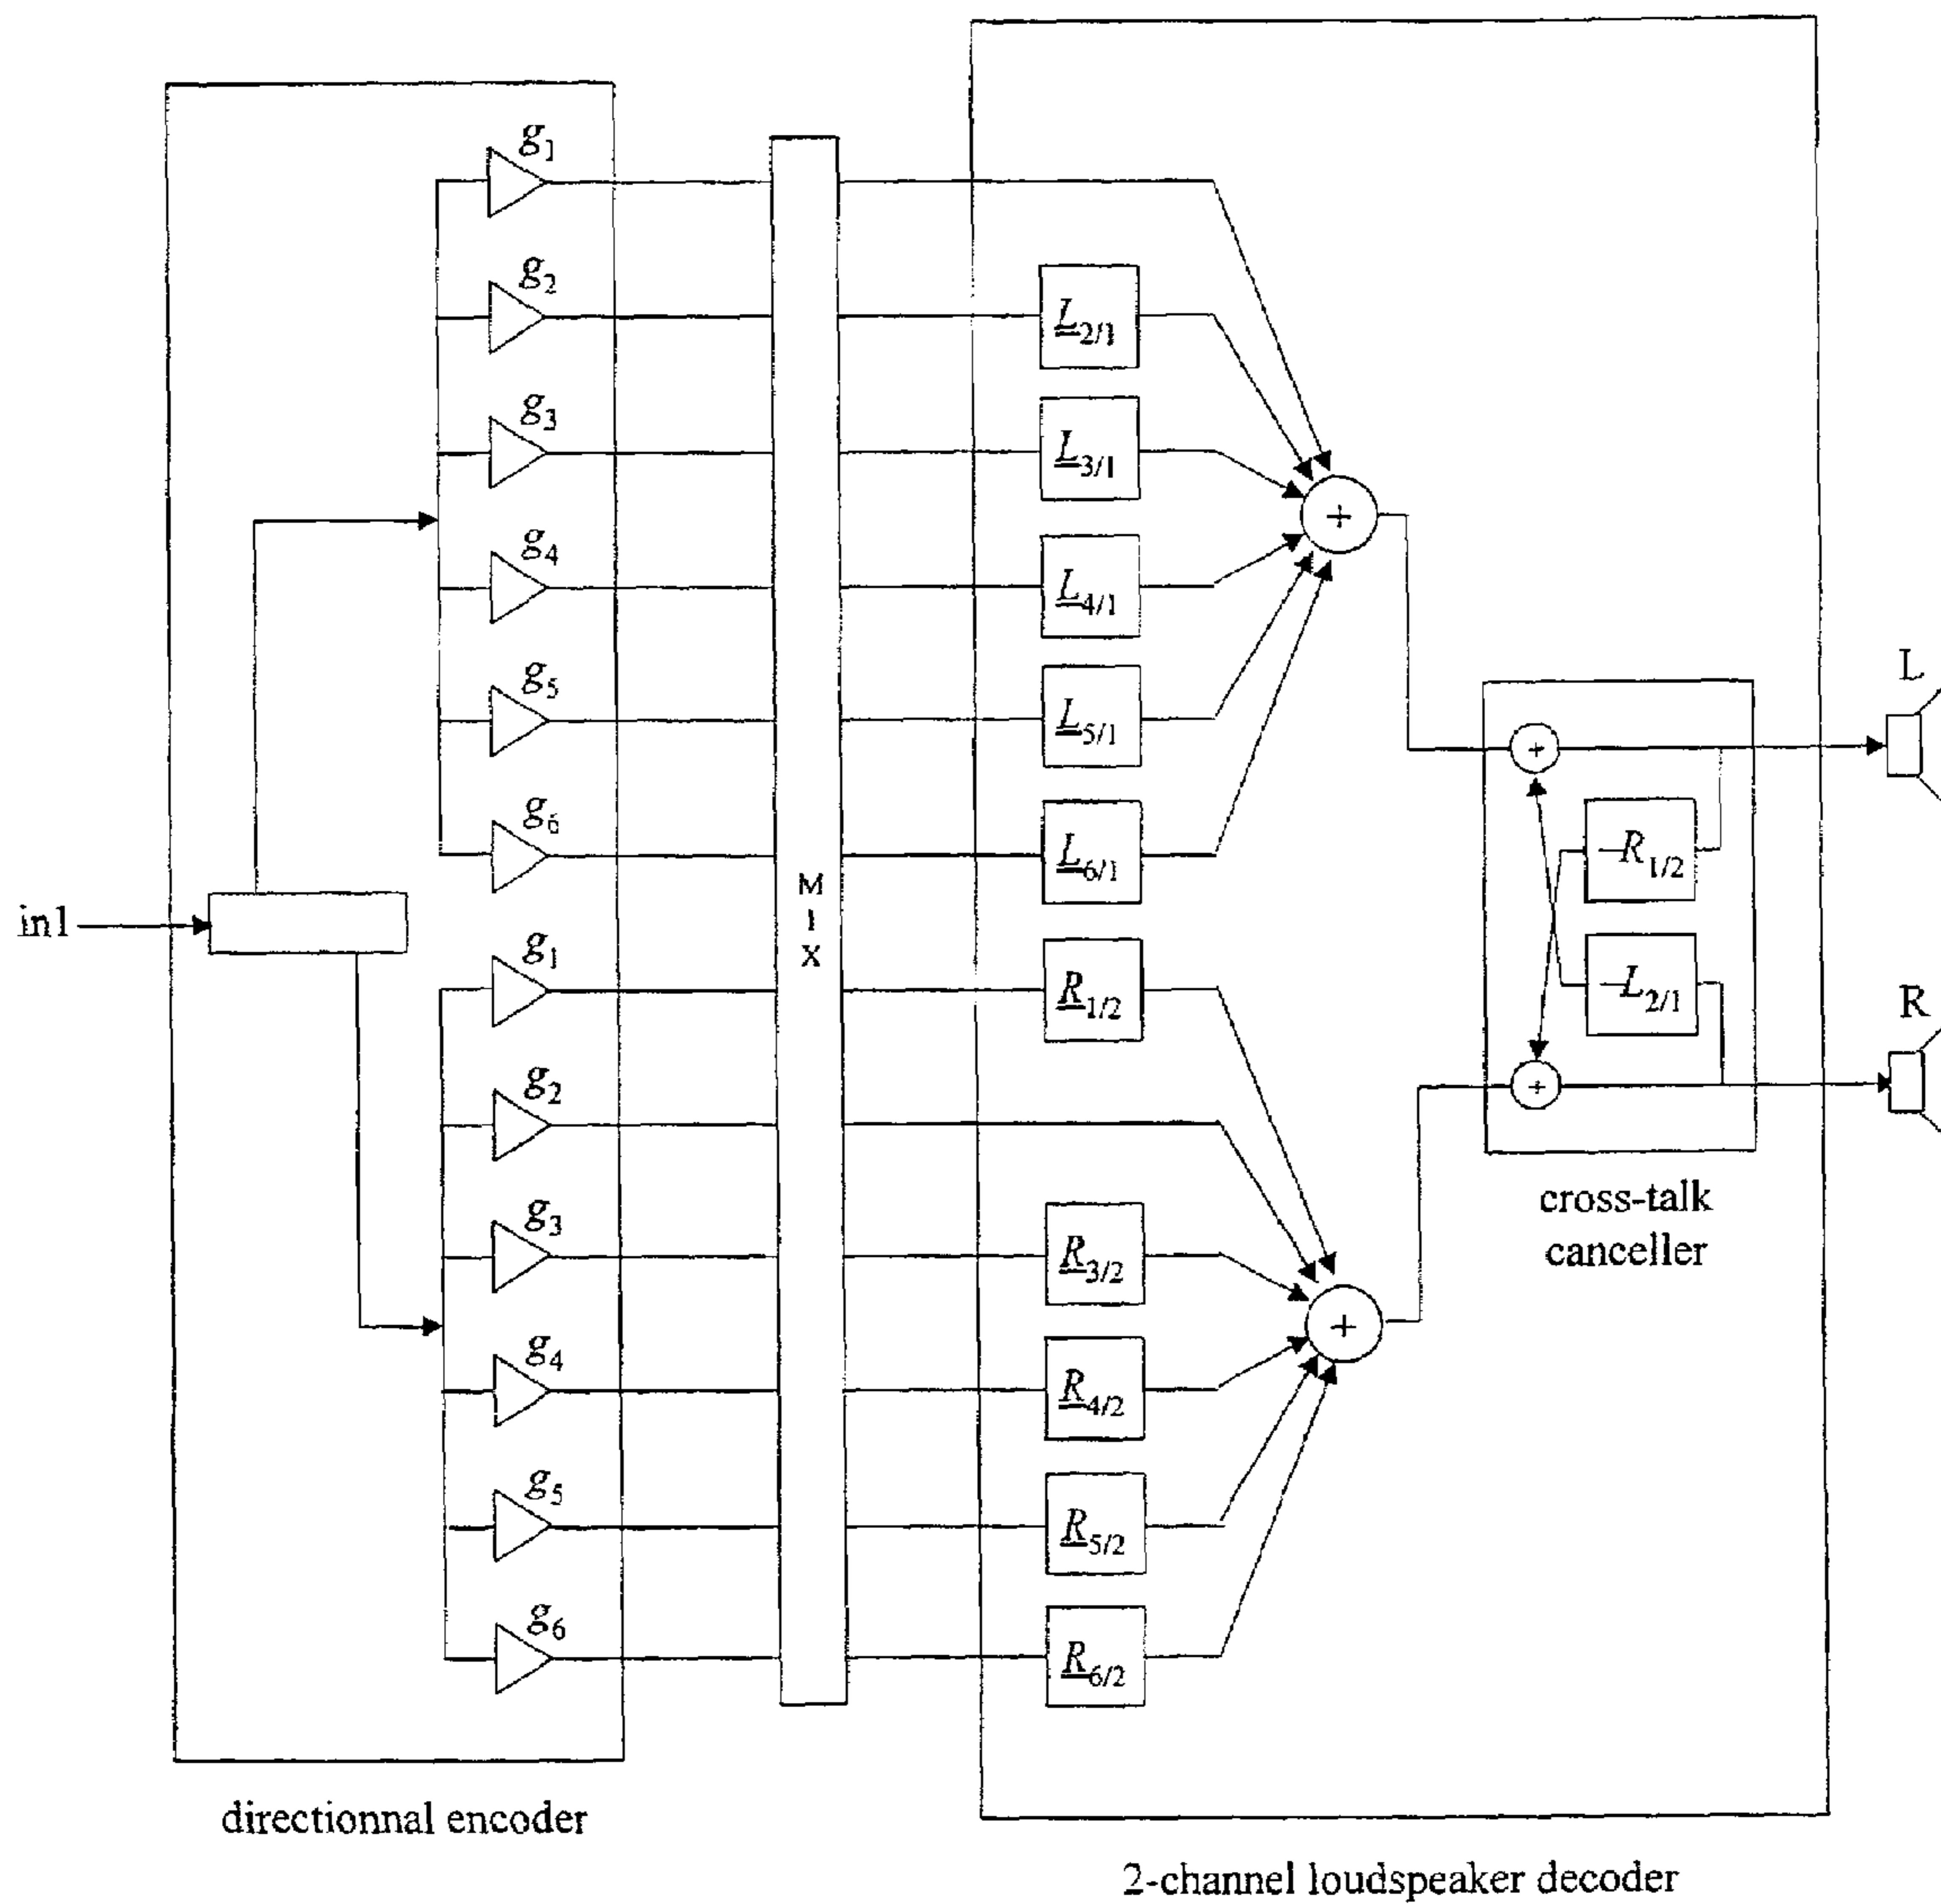 g1
g2
L2/1
g3
L3/1
g4
L4/1
g5
L5/1
L
g6
L6/1
–R1/2
M
I
X
in1
g1
R1/2
–L2/1
R
g2
g3
R3/2
cross-talk
canceller
g4
R4/2
g5
R5/2
g6
R6/2
directionnal encoder
2-channel loudspeaker decoder
+
+
+
+